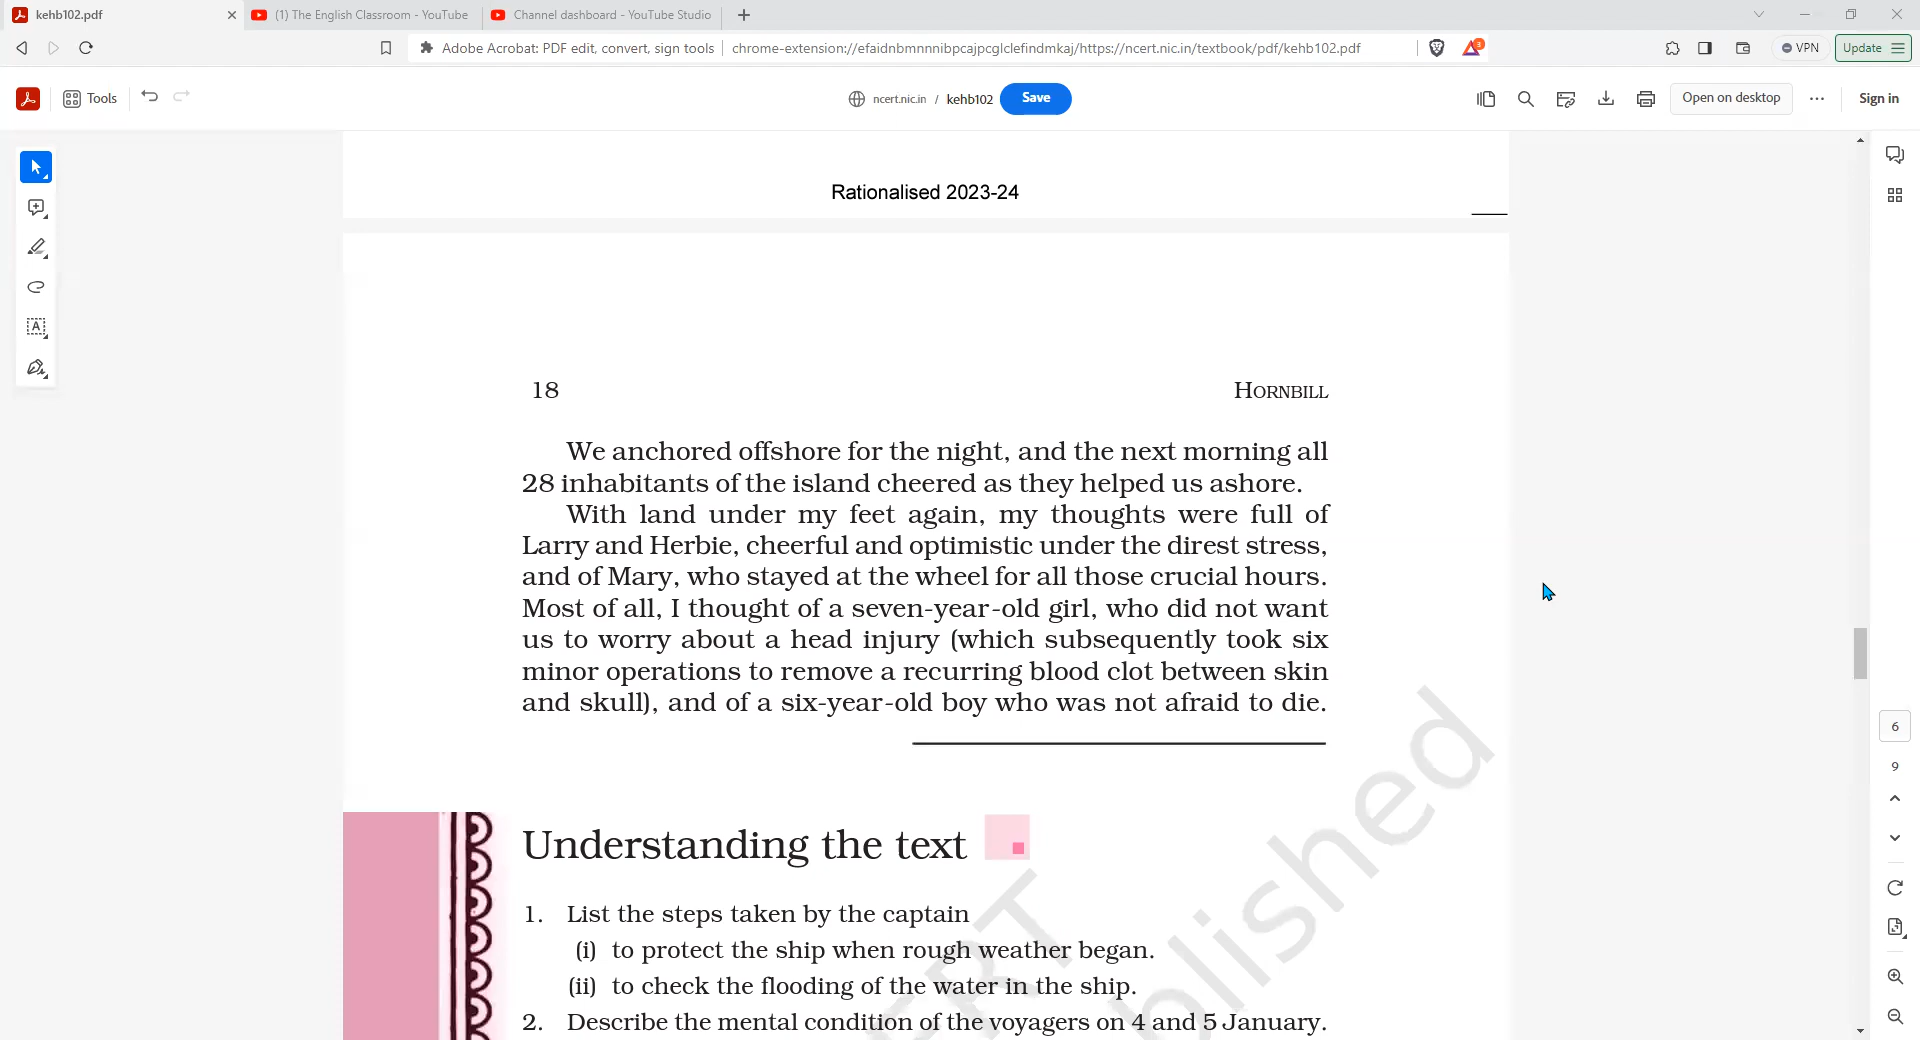 kehb102.pdf
(1) The English Classroom - YouTube
Channel dashboard - YouTube Studio
Adobe Acrobat: PDF edit, convert, sign tools
chrome-extension://efaidnbmnnnibpcajpcglclefindmkaj/https://ncert.nic.in/textbook/pdf/kehb102.pdf
3
VPN
Update
Tools
ncert.nic.in / kehb102
Save
Open on desktop
Sign in
Rationalised 2023-24
18
HORNBILL
We anchored offshore for the night, and the next morning all
28 inhabitants of the island cheered as they helped us ashore.
With land under my feet again, my thoughts were full of
Larry and Herbie, cheerful and optimistic under the direst stress,
and of Mary, who stayed at the wheel for all those crucial hours.
Most of all, I thought of a seven-year-old girl, who did not want
us to worry about a head injury (which subsequently took six
minor operations to remove a recurring blood clot between skin
and skull), and of a six-year-old boy who was not afraid to die.
6
9
Understanding the text
1. List the steps taken by the captain
(i) to protect the ship when rough weather began.
(ii) to check the flooding of the water in the ship.
2. Describe the mental condition of the voyagers on 4 and 5 January.
ERT
blished